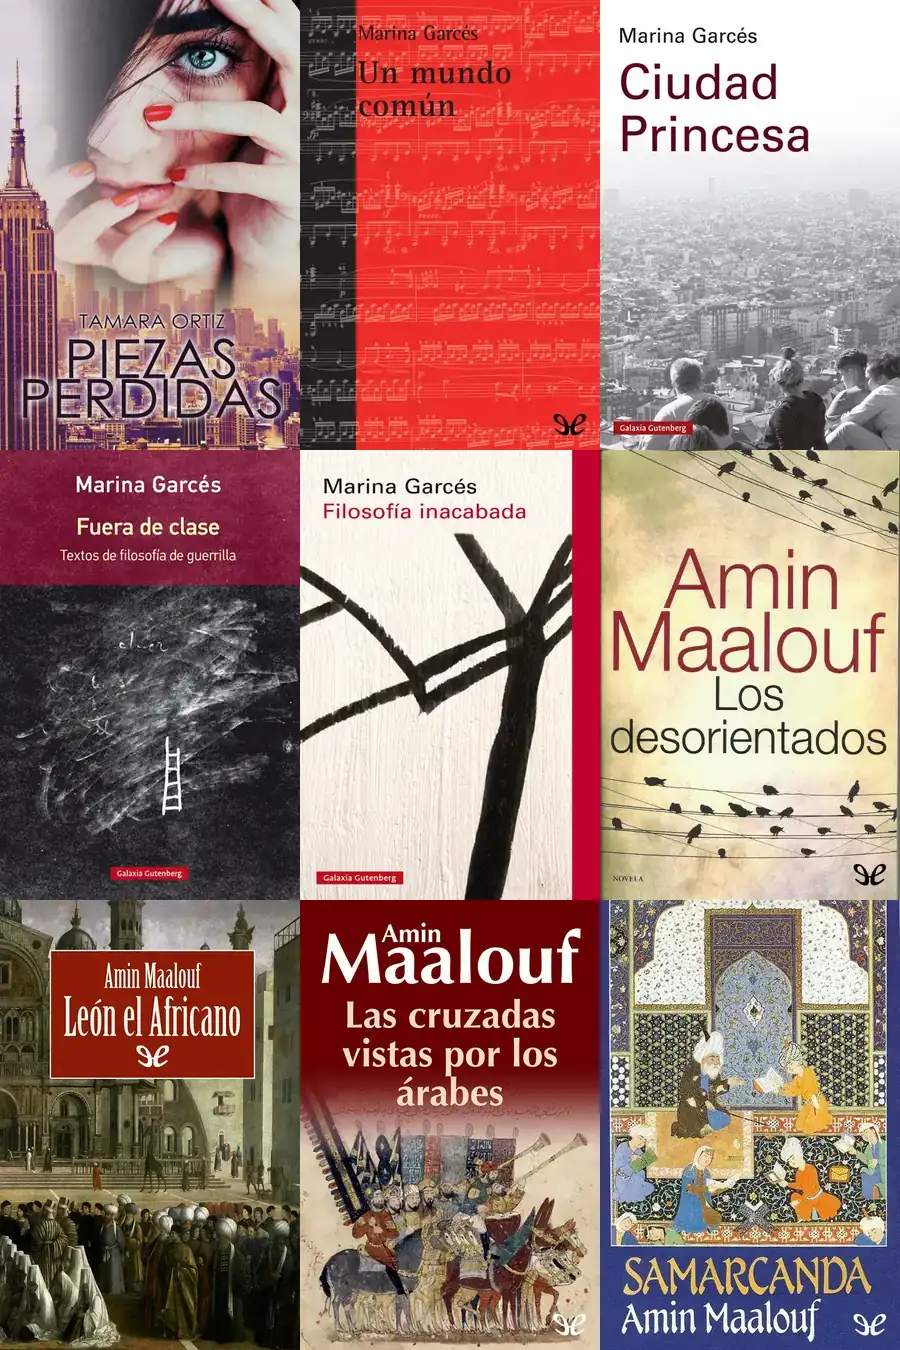 TAMARA ORTIZ
PIEZAS
PERDIDAS
Marina Garcés
Un mundo
común
Marina Garcés
Ciudad
Princesa
Galaxia Gutenberg
Marina Garcés
Fuera de clase
Textos de filosofía de guerrilla
Galaxia Gutenberg
Marina Garcés
Filosofía inacabada
Galaxia Gutenberg
Amin
Maalouf
Los
desorientados
NOVELA
Amin Maalouf
León el Africano
Amin
Maalouf
Las cruzadas
vistas por los
árabes
SAMARCANDA
Amin Maalouf